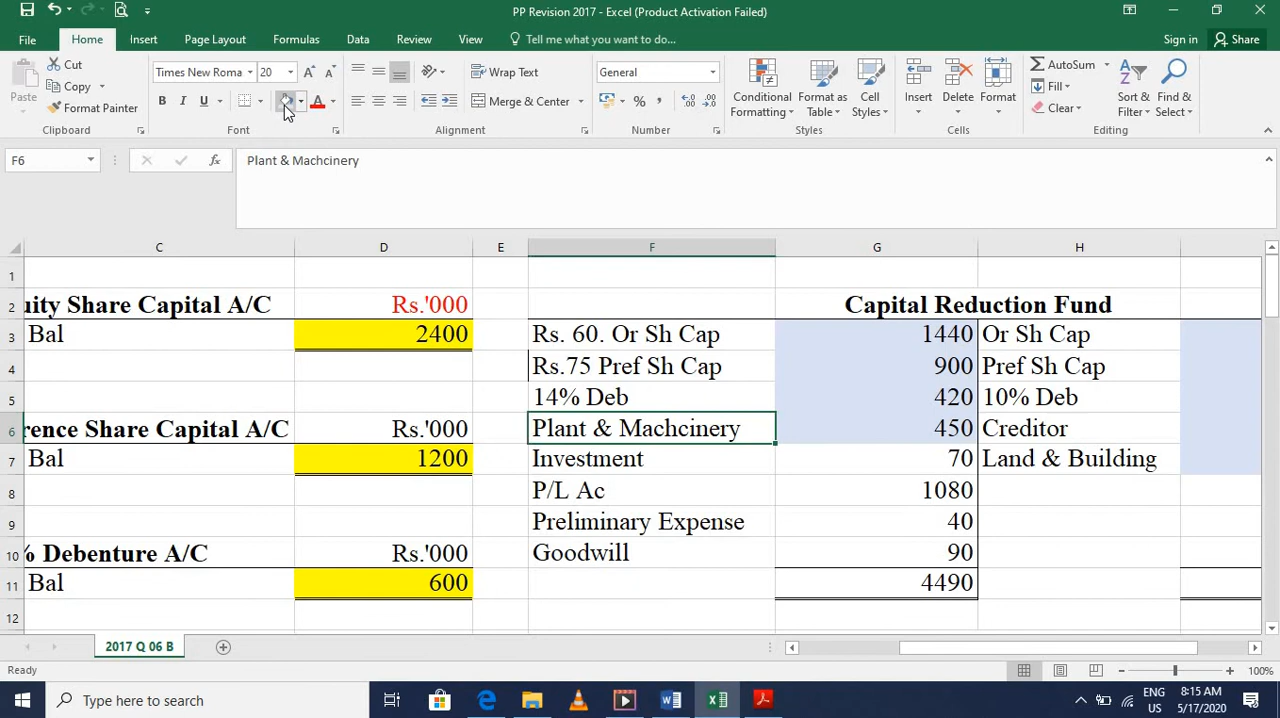 PP Revision 2017 - Excel (Product Activation Failed)
File Home Insert Page Layout Formulas Data Review View Tell me what you want to do... Sign in Share
Cut
Copy
Format Painter
Paste
Clipboard
Times New Roma 20
B I U
Font
Wrap Text
Merge & Center
Alignment
General
%
Number
Conditional Formatting
Format as Table
Cell Styles
Styles
Insert
Delete
Format
Cells
AutoSum
Fill
Clear
Sort & Filter
Find & Select
Editing
F6 fx Plant & Machcinery
C D E F G H
1
2 uity Share Capital A/C Rs.'000 Capital Reduction Fund
3 Bal 2400 Rs. 60. Or Sh Cap 1440 Or Sh Cap
4 Rs.75 Pref Sh Cap 900 Pref Sh Cap
5 14% Deb 420 10% Deb
6 rence Share Capital A/C Rs.'000 Plant & Machcinery 450 Creditor
7 Bal 1200 Investment 70 Land & Building
8 P/L Ac 1080
9 Preliminary Expense 40
10 % Debenture A/C Rs.'000 Goodwill 90
11 Bal 600 4490
12
2017 Q 06 B
Ready 100%
Type here to search
ENG US
8:15 AM
5/17/2020